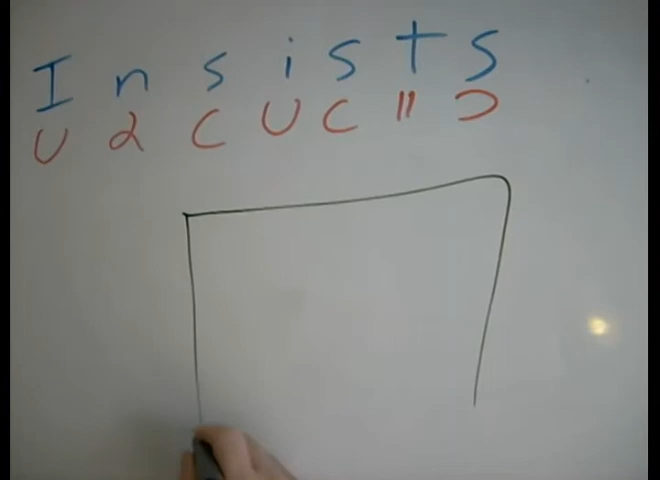 Insists
U α C U C || Ɔ